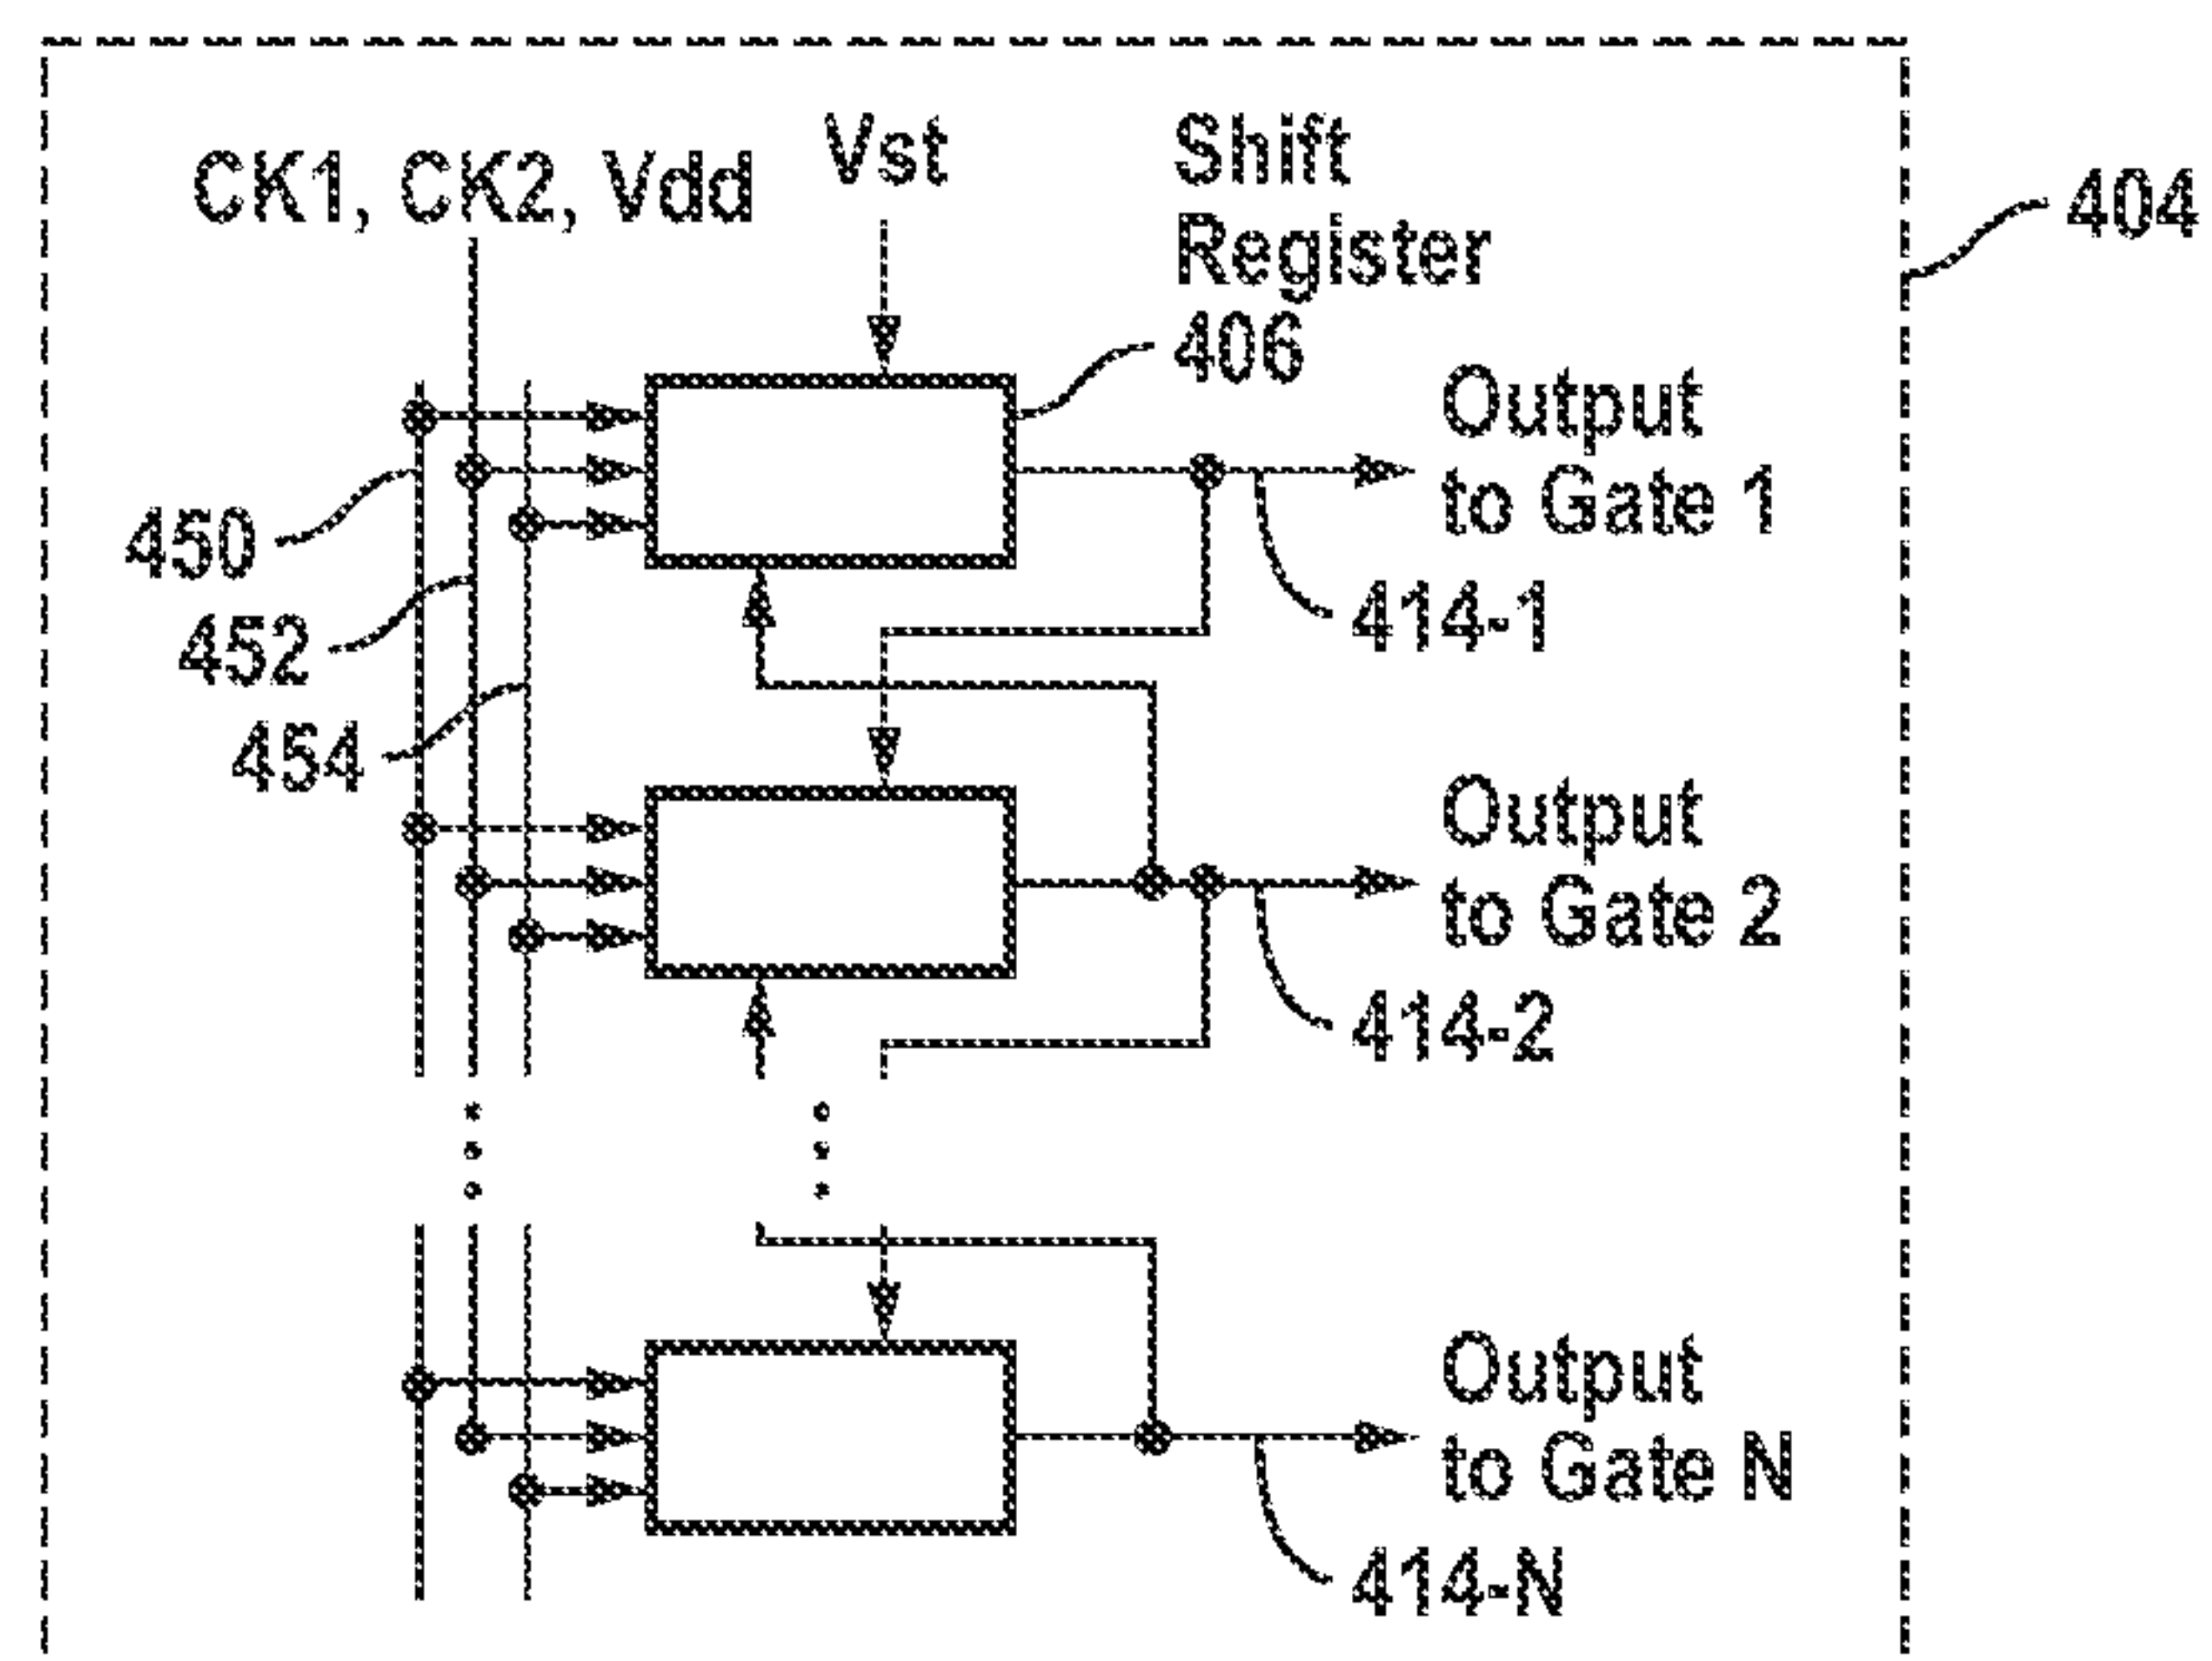 CK1, CK2, Vdd
Vst
Shift
Register
406
404
Output
to Gate 1
450
414-1
452
454
Output
to Gate 2
414-2
Output
to Gate N
414-N